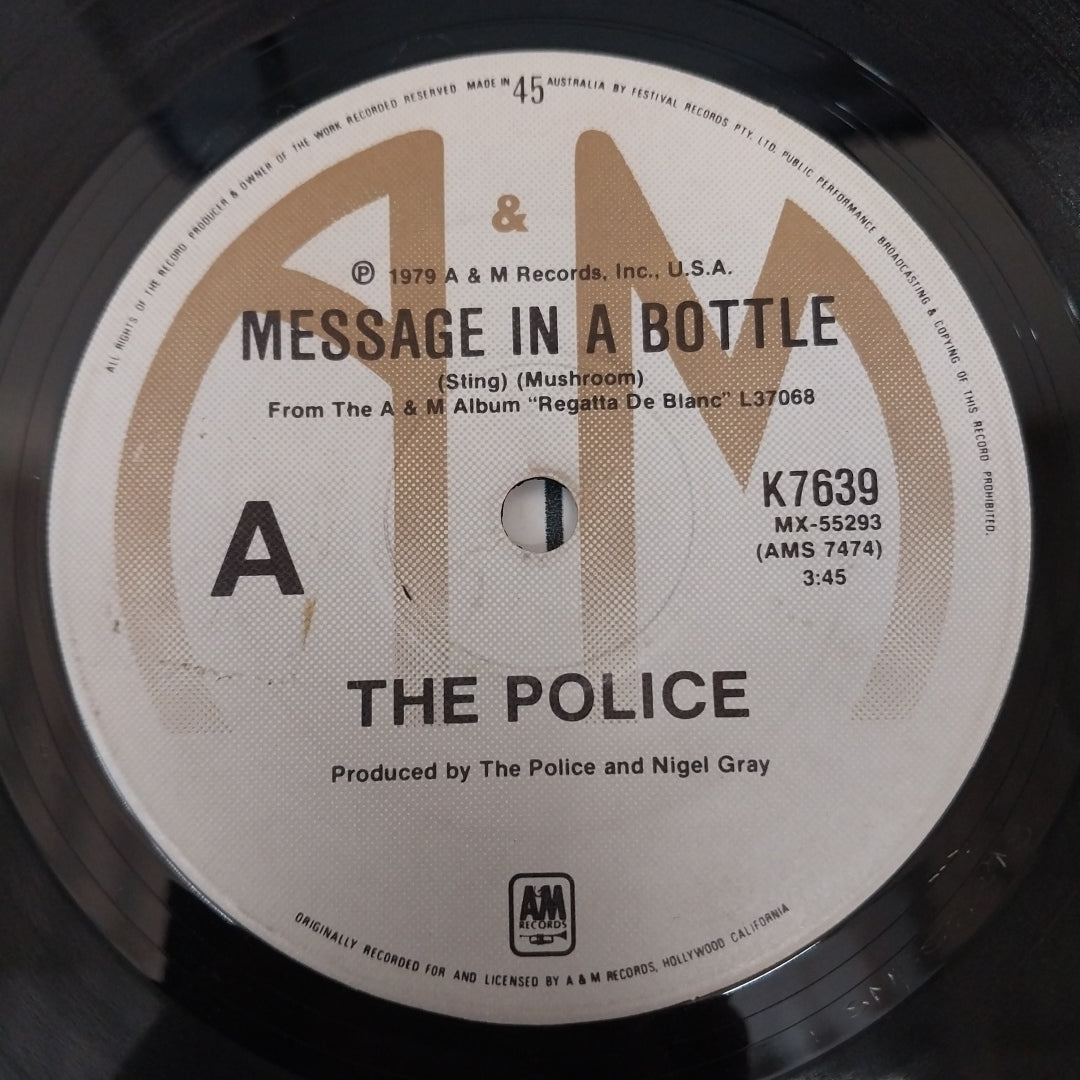 ALL RIGHTS OF THE RECORD PRODUCER & OWNER OF THE WORK RECORDED RESERVED. MADE IN 45 AUSTRALIA BY FESTIVAL RECORDS PTY. LTD. PUBLIC PERFORMANCE BROADCASTING & COPYING OF THIS RECORD PROHIBITED.
A & M
℗ 1979 A & M Records, Inc., U.S.A.
MESSAGE IN A BOTTLE
(Sting) (Mushroom)
From The A & M Album "Regatta De Blanc" L37068
A
K7639
MX-55293
(AMS 7474)
3:45
THE POLICE
Produced by The Police and Nigel Gray
A&M
RECORDS
ORIGINALLY RECORDED FOR AND LICENSED BY A & M RECORDS, HOLLYWOOD CALIFORNIA